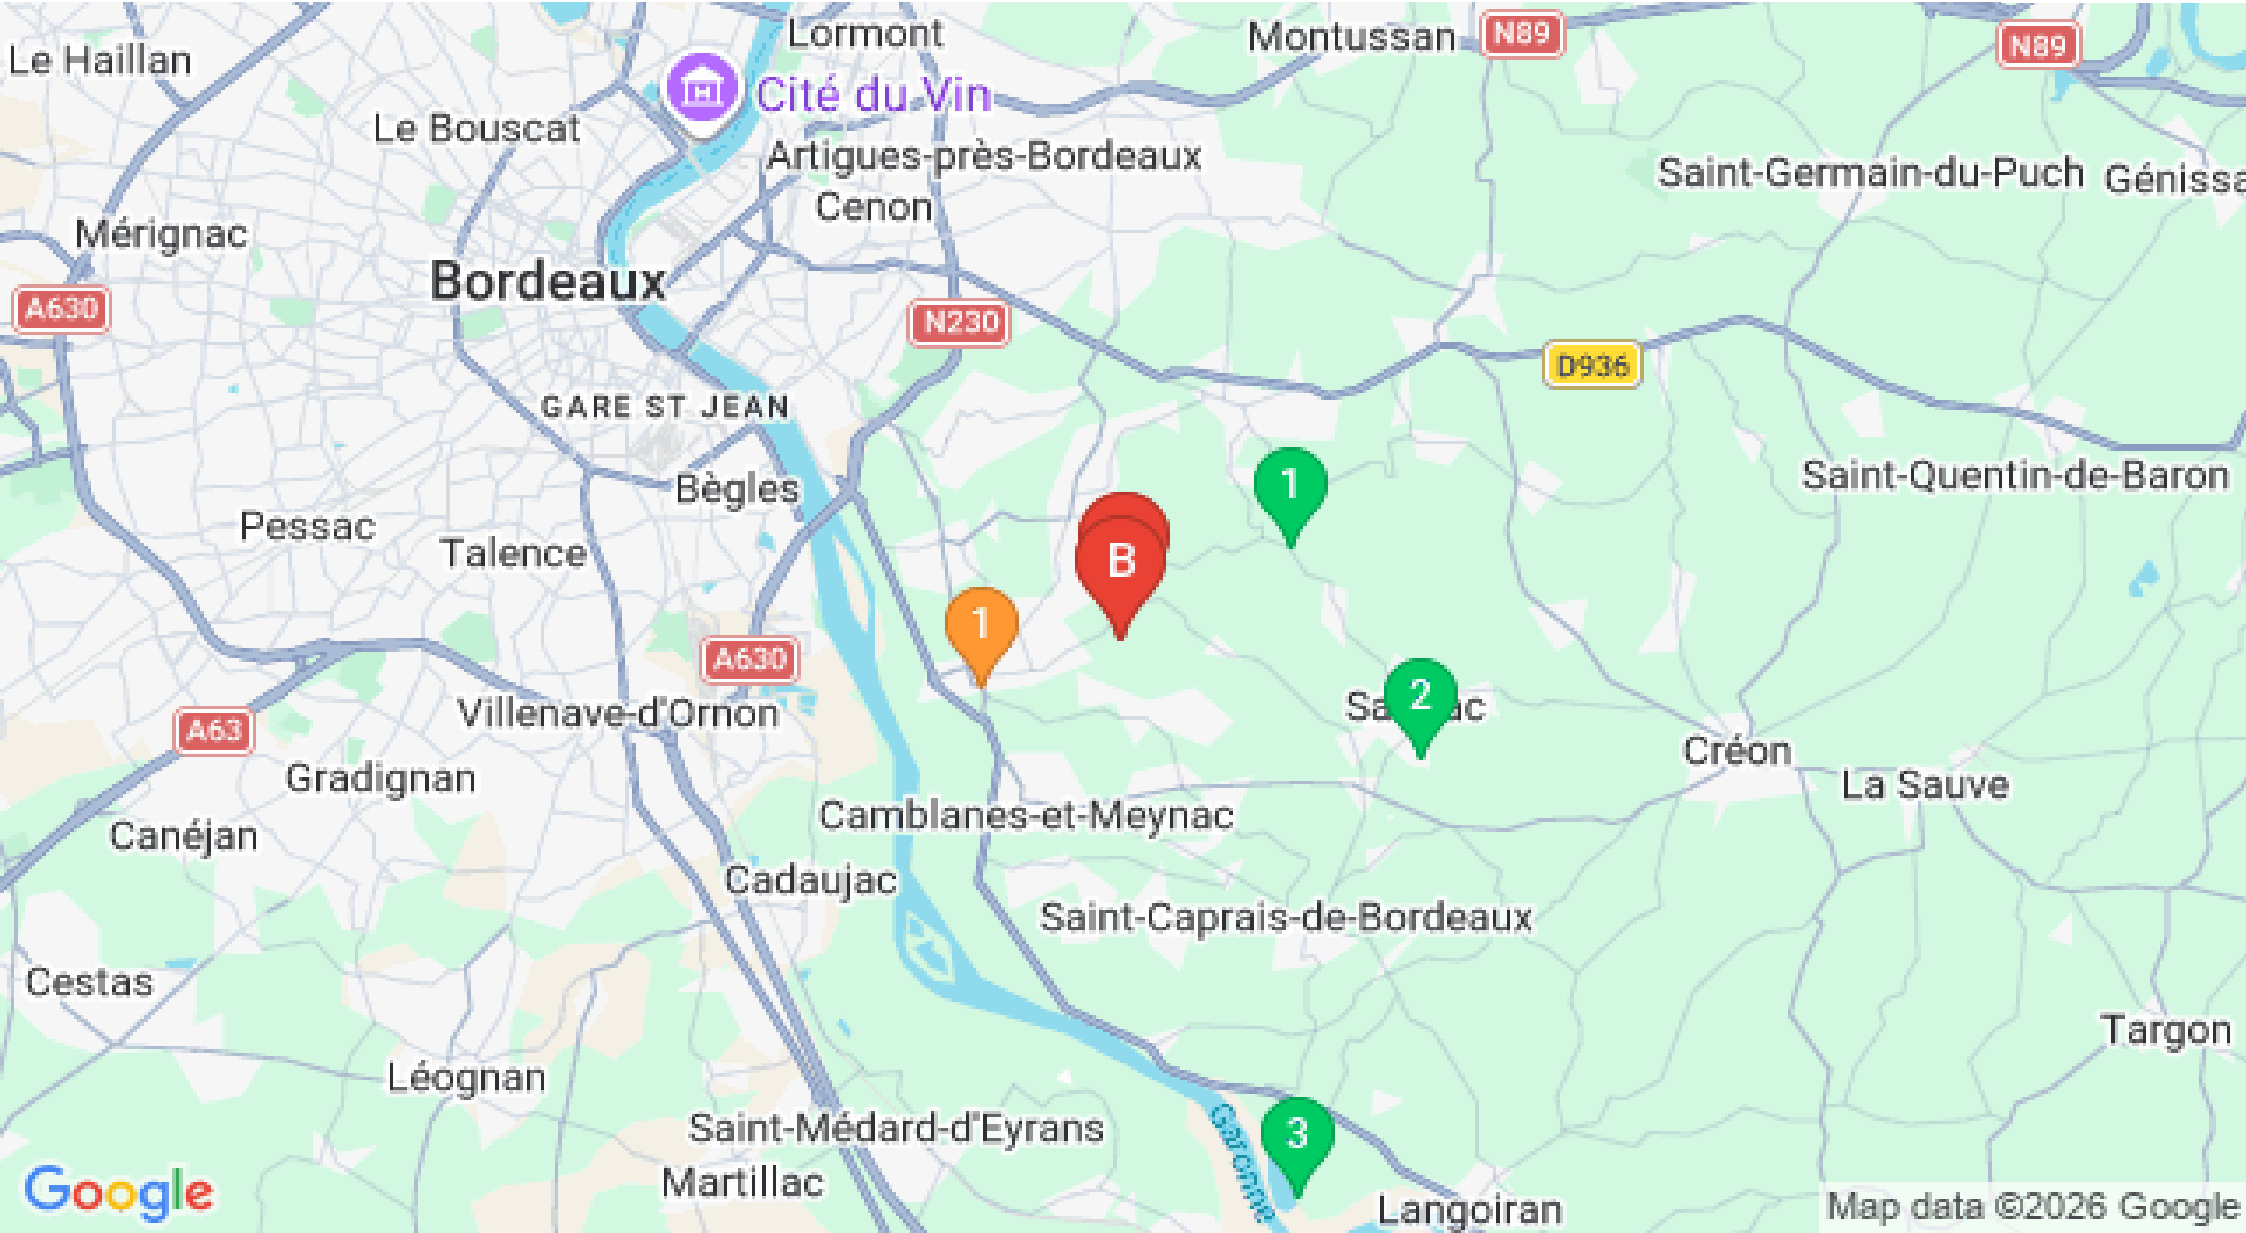 Lormont
Montussan
N89
N89
Le Haillan
Cité du Vin
Le Bouscat
Artigues-près-Bordeaux
Saint-Germain-du-Puch
Génissa
Cenon
Mérignac
Bordeaux
A630
N230
D936
GARE ST JEAN
Saint-Quentin-de-Baron
1
Bègles
Pessac
Talence
B
1
A630
2
Villenave-d'Ornon
A63
Créon
Gradignan
La Sauve
Camblanes-et-Meynac
Canéjan
Cadaujac
Saint-Caprais-de-Bordeaux
Cestas
Targon
Léognan
Saint-Médard-d'Eyrans
3
Garonne
Martillac
Google
Langoiran
Map data ©2026 Google